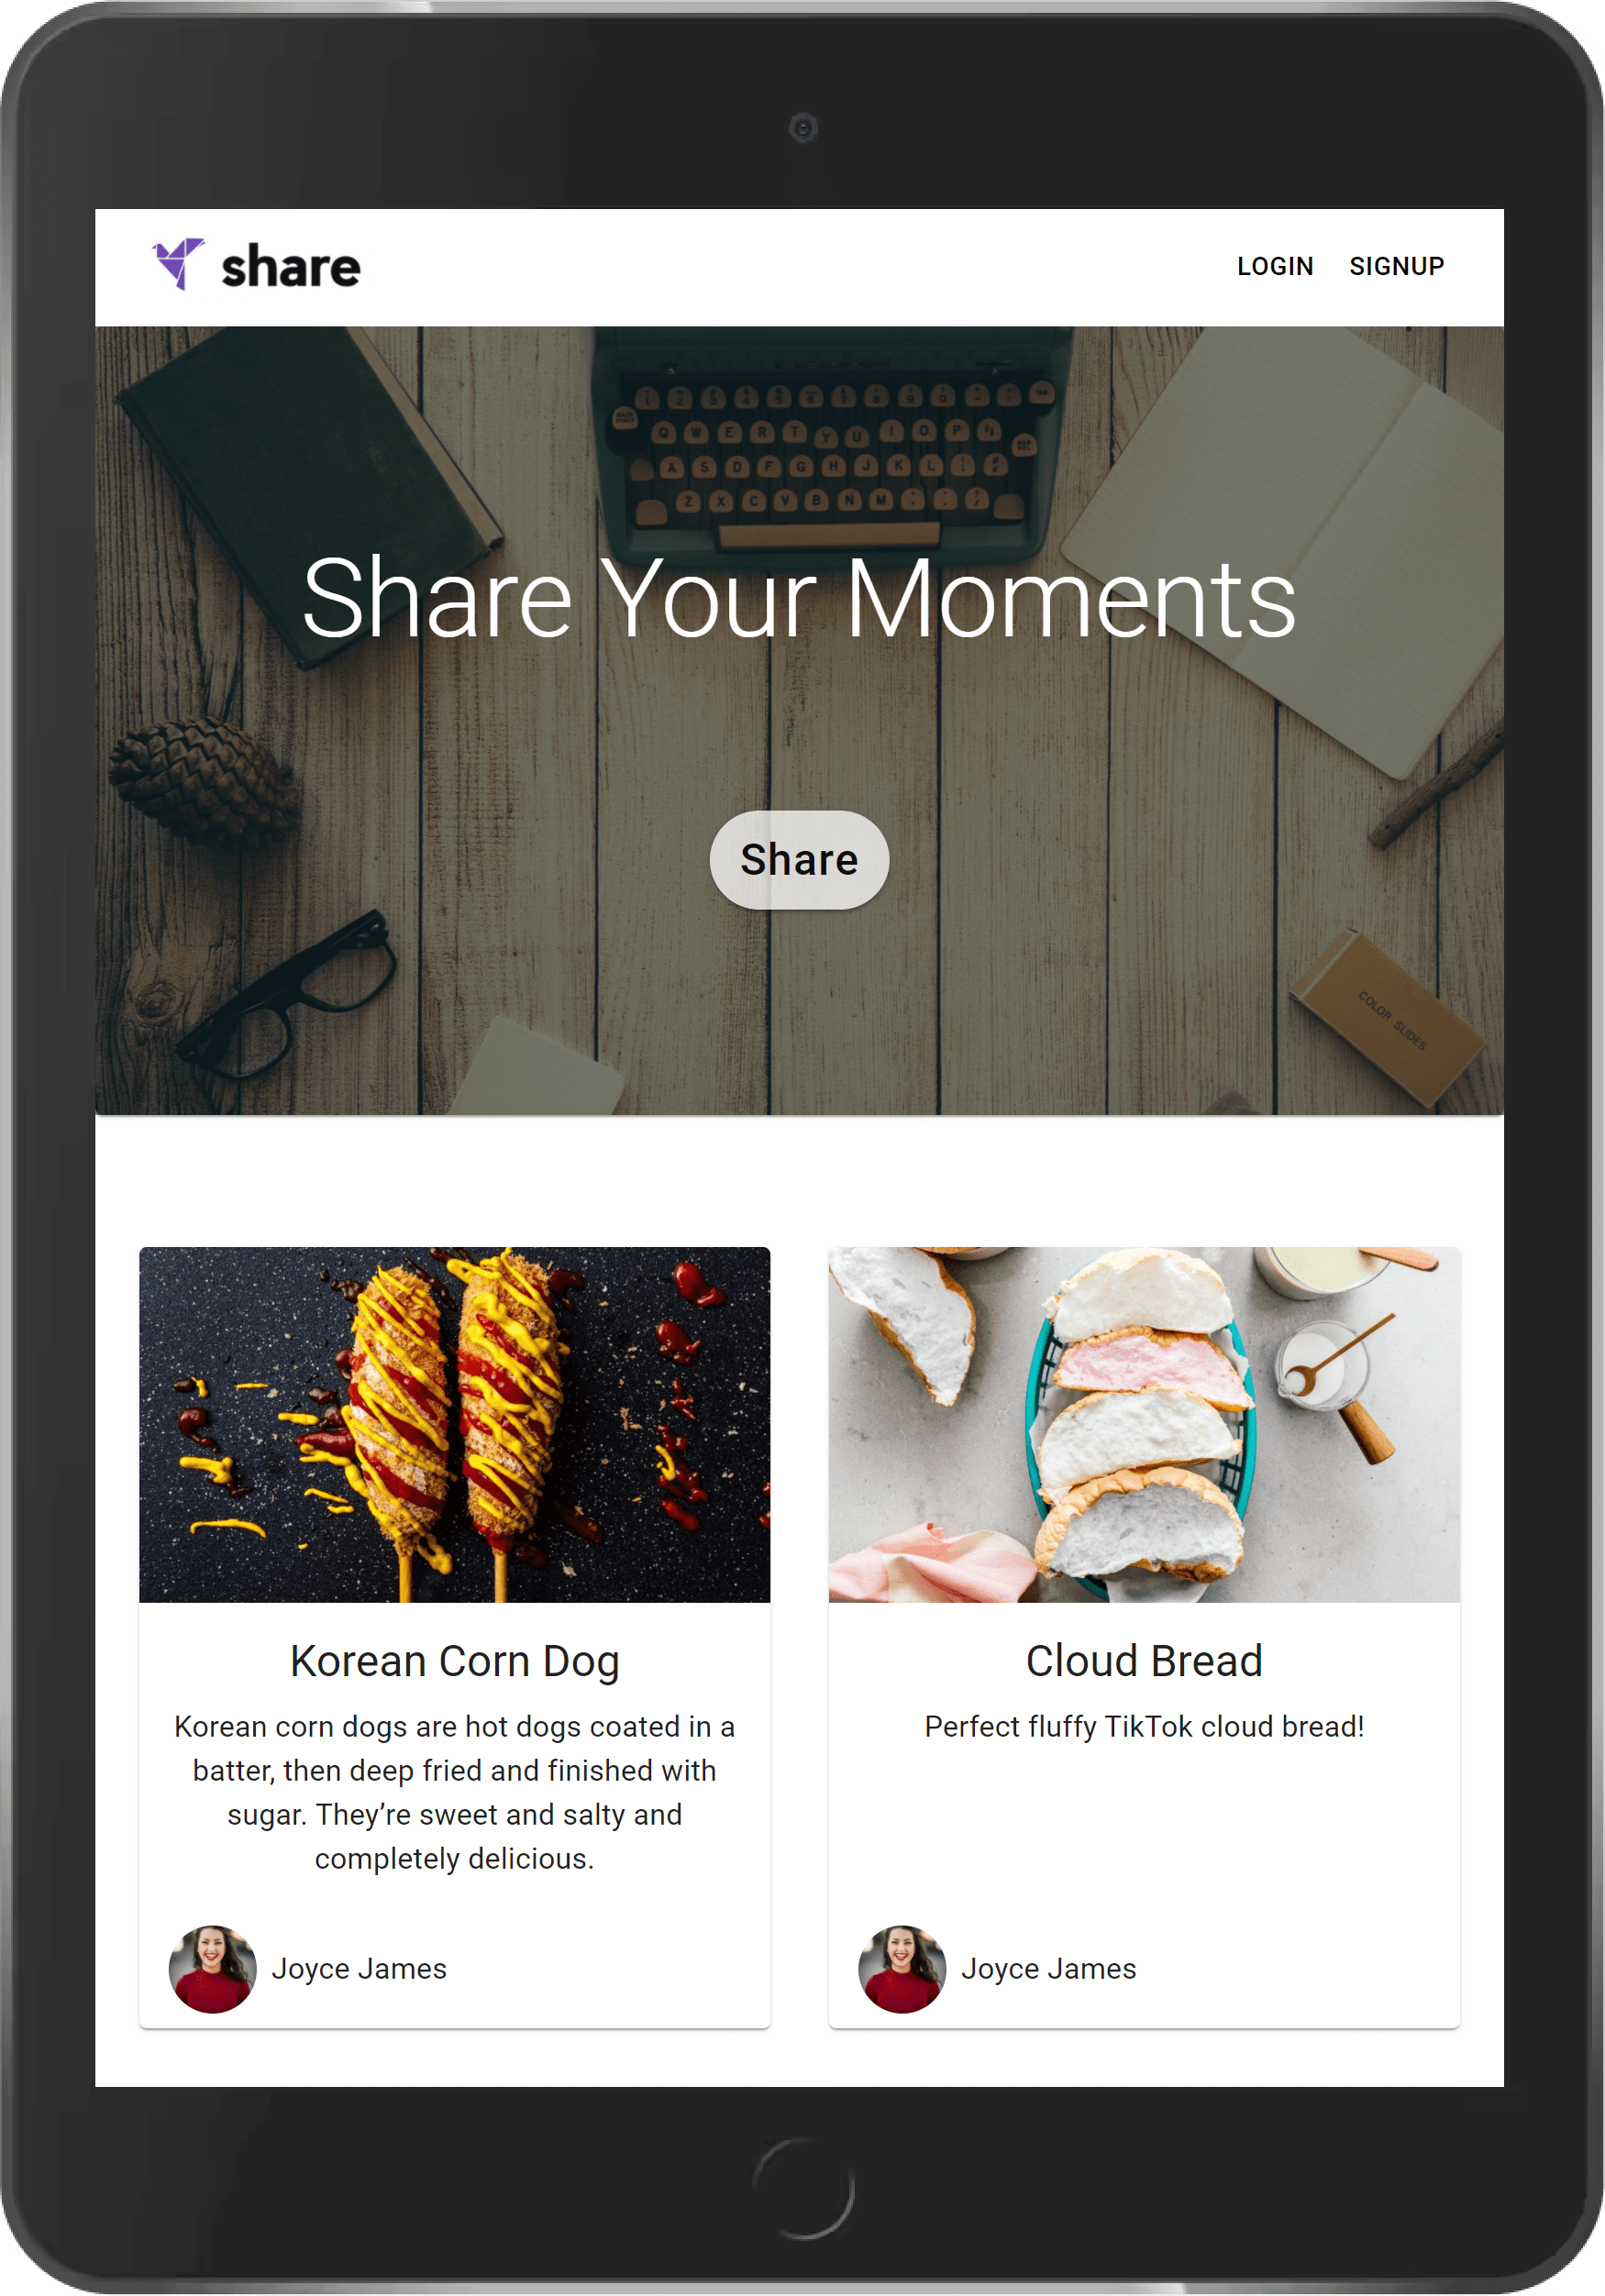 share
LOGIN SIGNUP
Q W E R T Y U I O P
A S D F G H J K L
Z X C V B N M
Share Your Moments
Share
COLOR SLIDES
Korean Corn Dog
Korean corn dogs are hot dogs coated in a
batter, then deep fried and finished with
sugar. They’re sweet and salty and
completely delicious.
Joyce James
Cloud Bread
Perfect fluffy TikTok cloud bread!
Joyce James